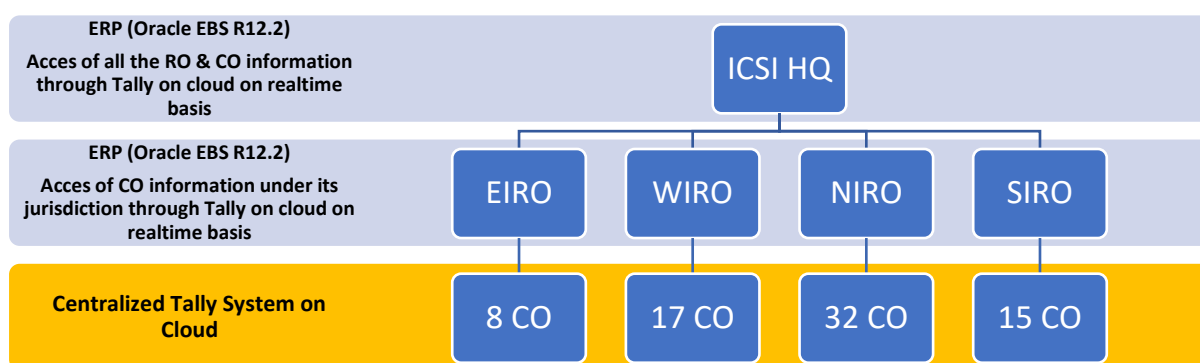 ERP (Oracle EBS R12.2)
Acces of all the RO & CO information
through Tally on cloud on realtime
basis
ICSI HQ
ERP (Oracle EBS R12.2)
Acces of CO information under its
jurisdiction through Tally on cloud on
realtime basis
EIRO
WIRO
NIRO
SIRO
Centralized Tally System on
Cloud
8 CO
17 CO
32 CO
15 CO